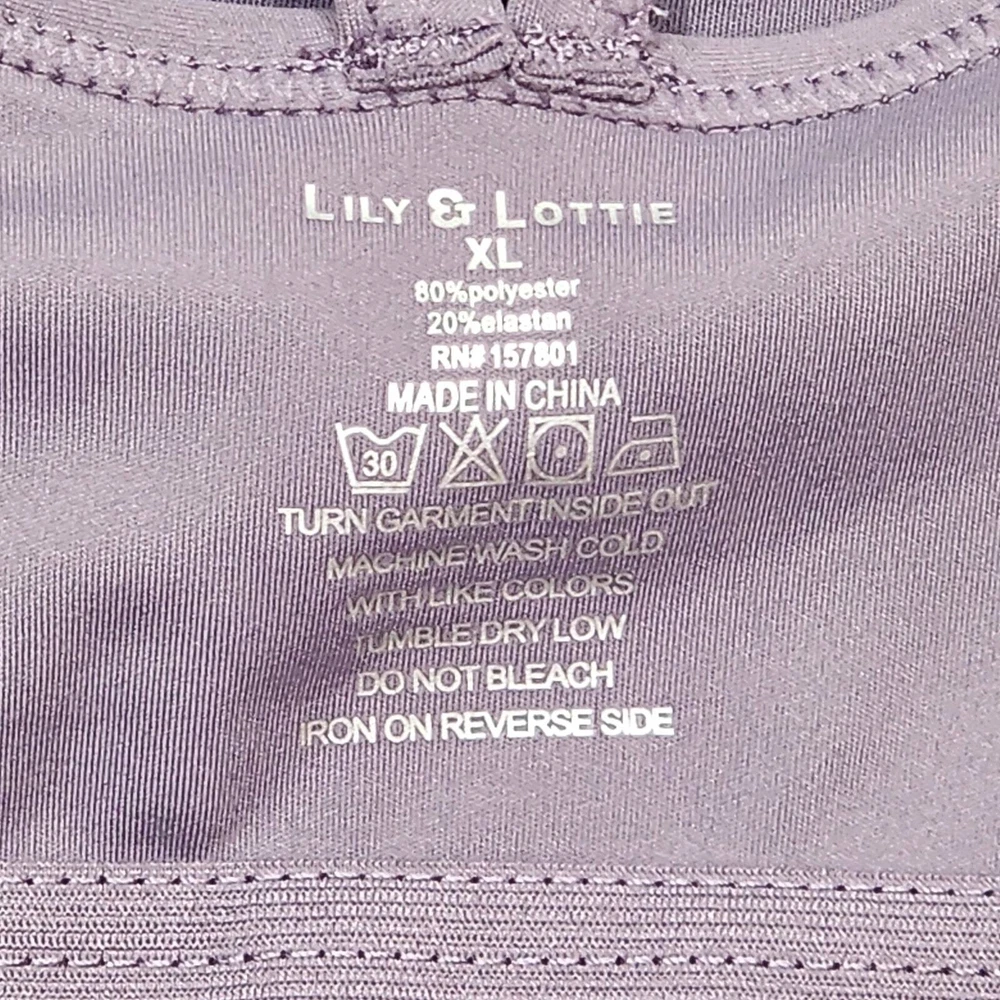 LILY & LOTTIE
XL
80%polyester
20%elastan
RN#157801
MADE IN CHINA
30
TURN GARMENT INSIDE OUT
MACHINE WASH COLD
WITH LIKE COLORS
TUMBLE DRY LOW
DO NOT BLEACH
IRON ON REVERSE SIDE